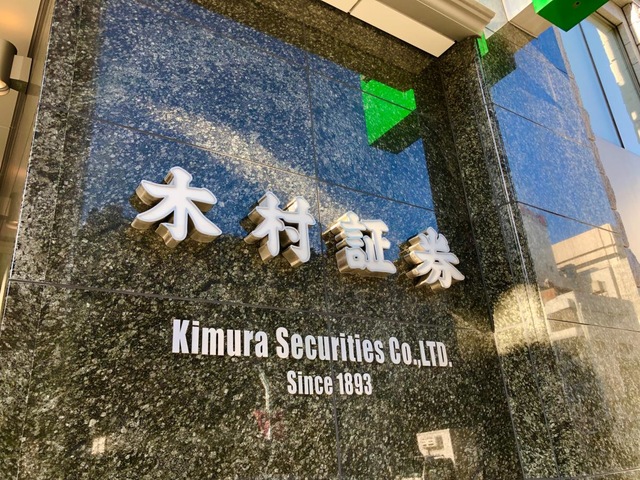 木村証券
Kimura Securities Co.,LTD.
Since 1893